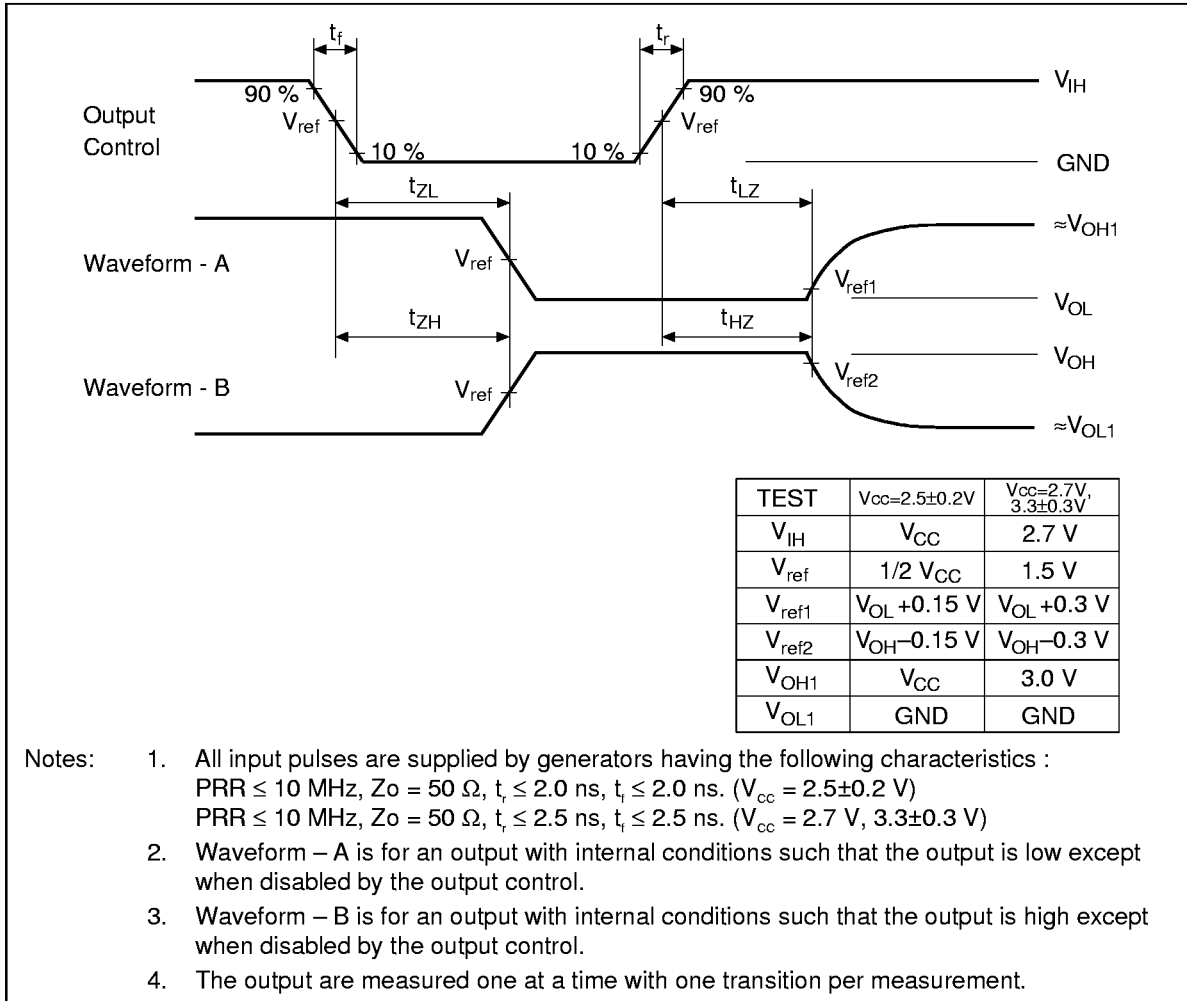 t_f t_r
90 % 90 % V_IH
Output Control V_ref V_ref
10 % 10 % GND
t_ZL t_LZ
≈V_OH1
Waveform - A V_ref V_ref1
V_OL
t_ZH t_HZ
V_OH
Waveform - B V_ref V_ref2
≈V_OL1
TEST Vcc=2.5±0.2V Vcc=2.7V, 3.3±0.3V
V_IH V_CC 2.7 V
V_ref 1/2 V_CC 1.5 V
V_ref1 V_OL +0.15 V V_OL +0.3 V
V_ref2 V_OH–0.15 V V_OH–0.3 V
V_OH1 V_CC 3.0 V
V_OL1 GND GND
Notes: 1. All input pulses are supplied by generators having the following characteristics :
PRR ≤ 10 MHz, Zo = 50 Ω, t_r ≤ 2.0 ns, t_f ≤ 2.0 ns. (V_cc = 2.5±0.2 V)
PRR ≤ 10 MHz, Zo = 50 Ω, t_r ≤ 2.5 ns, t_f ≤ 2.5 ns. (V_cc = 2.7 V, 3.3±0.3 V)
2. Waveform – A is for an output with internal conditions such that the output is low except
when disabled by the output control.
3. Waveform – B is for an output with internal conditions such that the output is high except
when disabled by the output control.
4. The output are measured one at a time with one transition per measurement.